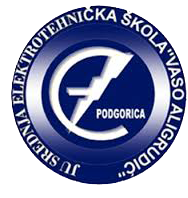 JU SREDNJA ELEKTROTEHNIČKA ŠKOLA "VASO ALIGRUDIĆ"
PODGORICA